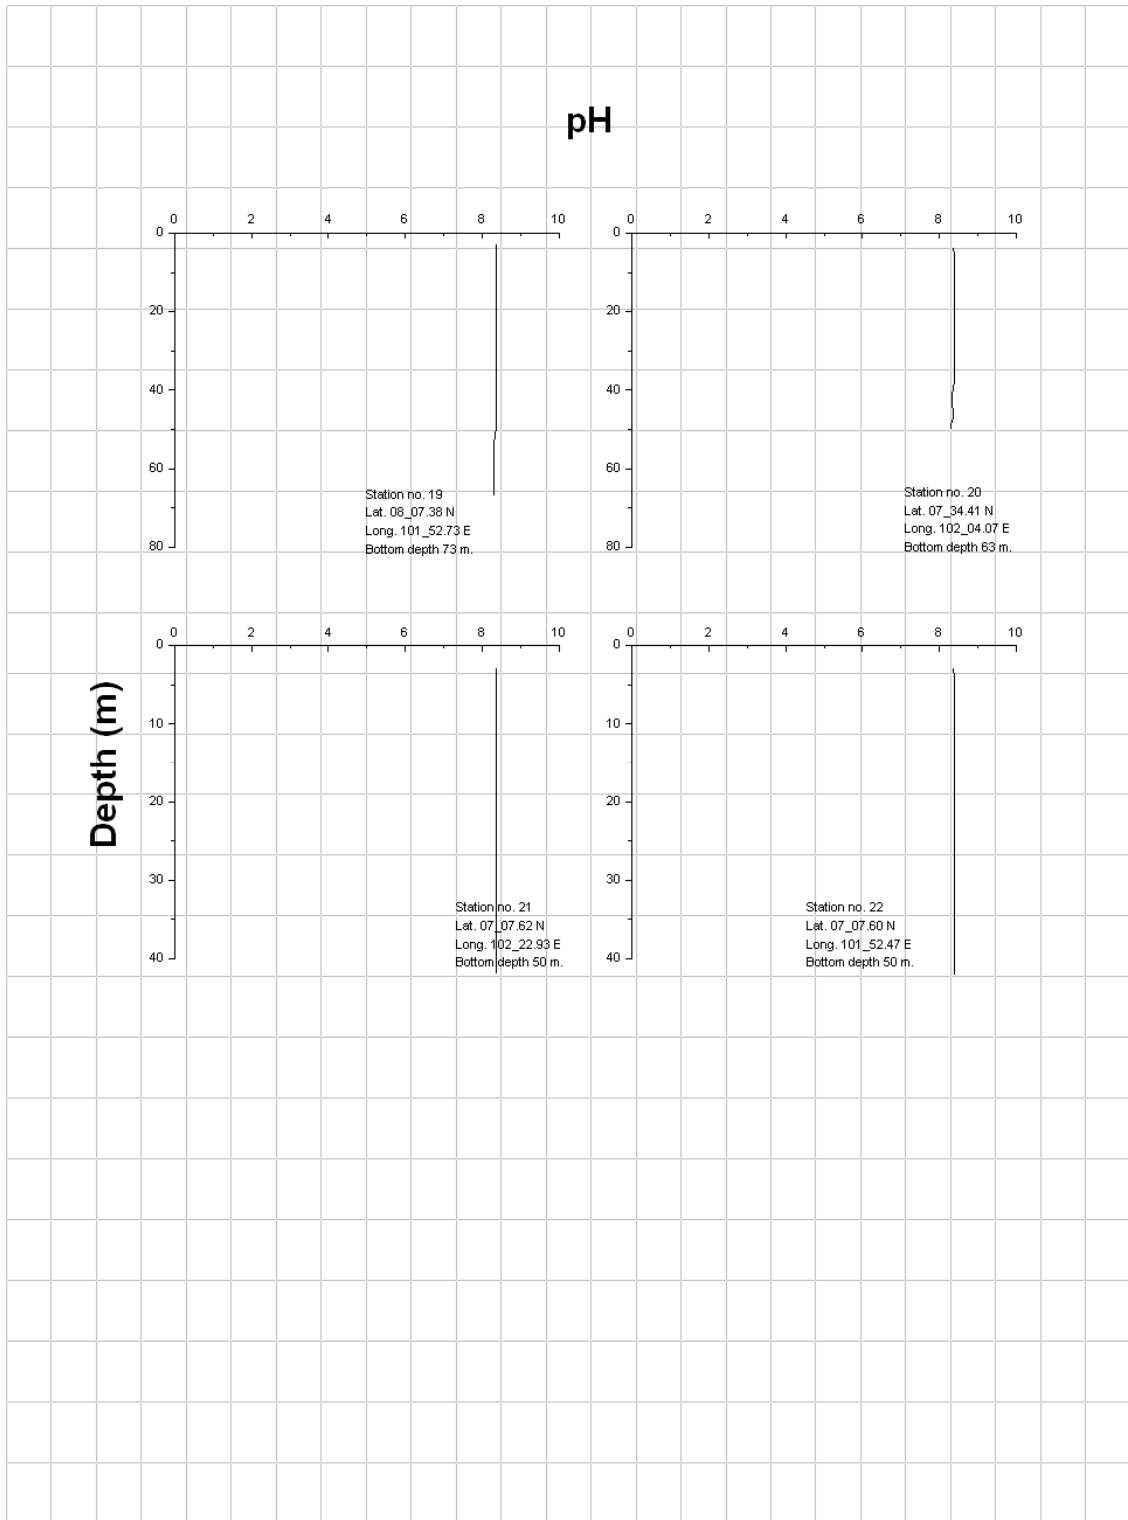 pH
0 2 4 6 8 10
0
20
40
60
80
Station no. 19
Lat. 08_07.38 N
Long. 101_52.73 E
Bottom depth 73 m.
0 2 4 6 8 10
0
20
40
60
80
Station no. 20
Lat. 07_34.41 N
Long. 102_04.07 E
Bottom depth 63 m.
Depth (m)
0 2 4 6 8 10
0
10
20
30
40
Station no. 21
Lat. 07_07.62 N
Long. 102_22.93 E
Bottom depth 50 m.
0 2 4 6 8 10
0
10
20
30
40
Station no. 22
Lat. 07_07.60 N
Long. 101_52.47 E
Bottom depth 50 m.